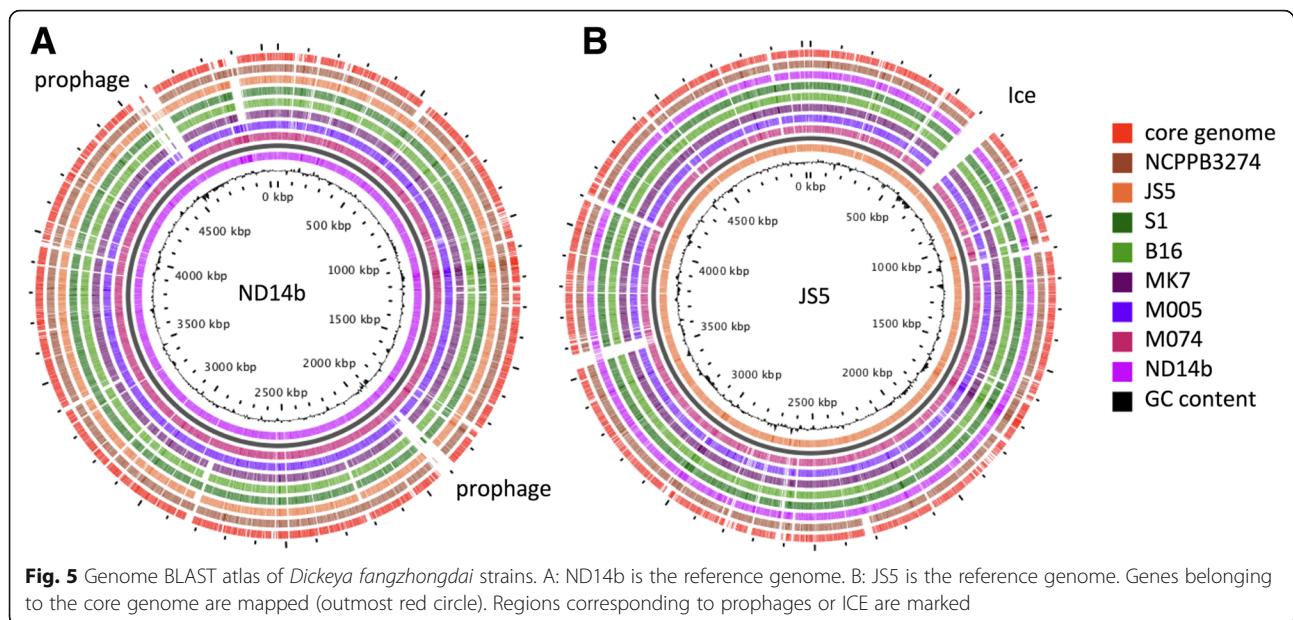 A
prophage
0 kbp
500 kbp
1000 kbp
1500 kbp
2000 kbp
2500 kbp
3000 kbp
3500 kbp
4000 kbp
4500 kbp
ND14b
prophage
B
Ice
0 kbp
500 kbp
1000 kbp
1500 kbp
2000 kbp
2500 kbp
3000 kbp
3500 kbp
4000 kbp
4500 kbp
JS5
core genome
NCPPB3274
JS5
S1
B16
MK7
M005
M074
ND14b
GC content
Fig. 5 Genome BLAST atlas of Dickeya fangzhongdai strains. A: ND14b is the reference genome. B: JS5 is the reference genome. Genes belonging
to the core genome are mapped (outmost red circle). Regions corresponding to prophages or ICE are marked